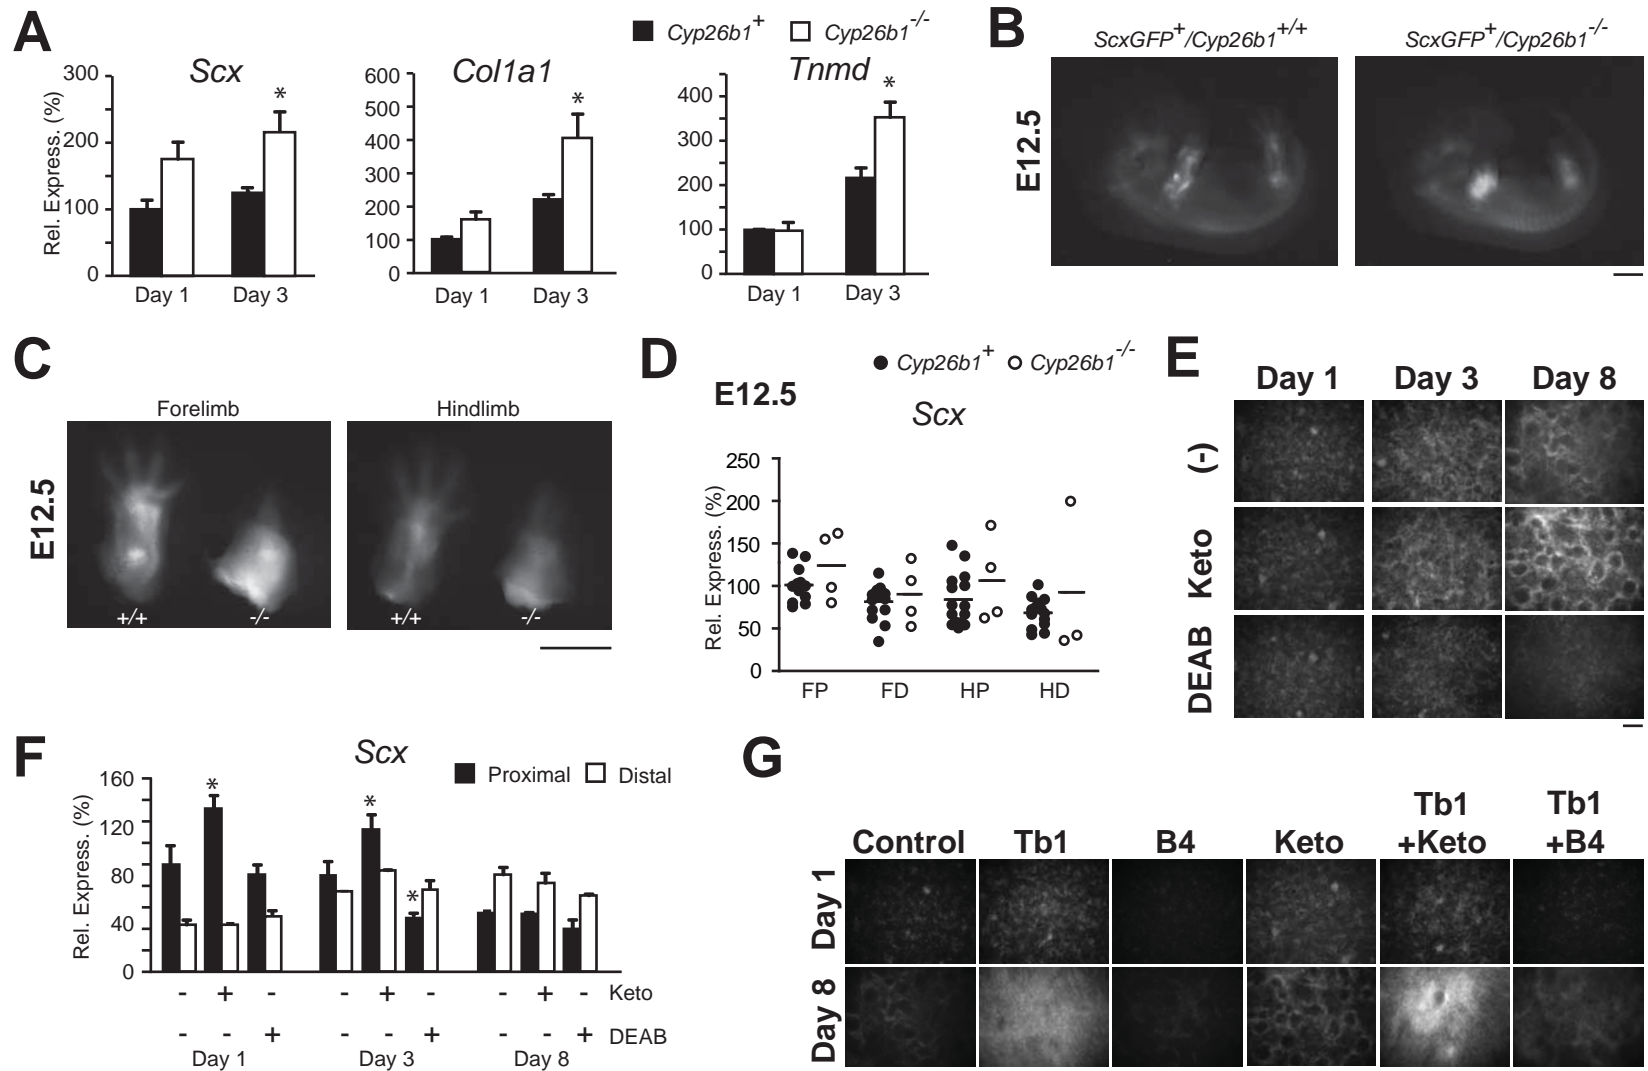 A
Cyp26b1+ Cyp26b1-/-
Scx
Rel. Express. (%)
300
200
100
0
*
Day 1 Day 3
Col1a1
600
500
400
300
200
100
0
*
Day 1 Day 3
Tnmd
400
300
200
100
0
*
Day 1 Day 3
B
ScxGFP+/Cyp26b1+/+ ScxGFP+/Cyp26b1-/-
E12.5
C
Forelimb Hindlimb
E12.5
+/+ -/- +/+ -/-
D
Cyp26b1+ Cyp26b1-/-
E12.5
Scx
Rel. Express. (%)
250
200
150
100
50
0
FP FD HP HD
E
Day 1 Day 3 Day 8
(-)
Keto
DEAB
F
Scx
Proximal Distal
Rel. Express. (%)
160
120
80
40
0
* * *
- + - - + - - + - Keto
- - + - - + - - + DEAB
Day 1 Day 3 Day 8
G
Control Tb1 B4 Keto Tb1 +Keto Tb1 +B4
Day 1
Day 8